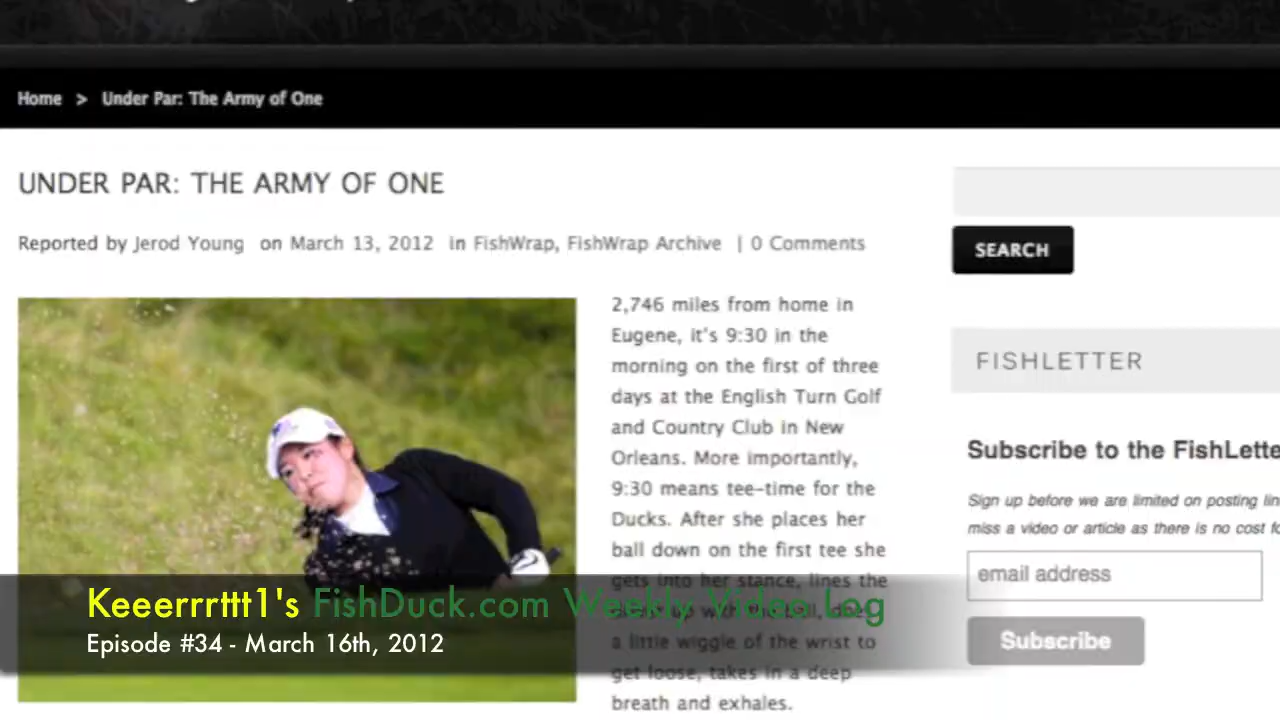 Home > Under Par: The Army of One
UNDER PAR: THE ARMY OF ONE
Reported by Jerod Young on March 13, 2012 in FishWrap, FishWrap Archive | 0 Comments
2,746 miles from home in
Eugene, it's 9:30 in the
morning on the first of three
days at the English Turn Golf
and Country Club in New
Orleans. More importantly,
9:30 means tee-time for the
Ducks. After she places her
ball down on the first tee she
gets into her stance, lines the
up with the ball,
a little wiggle of the wrist to
get loose, takes in a deep
breath and exhales.
SEARCH
FISHLETTER
Subscribe to the FishLette
Sign up before we are limited on posting lin
miss a video or article as there is no cost fo
email address
Subscribe
Keeerrrttt1's FishDuck.com Weekly Video Log
Episode #34 - March 16th, 2012